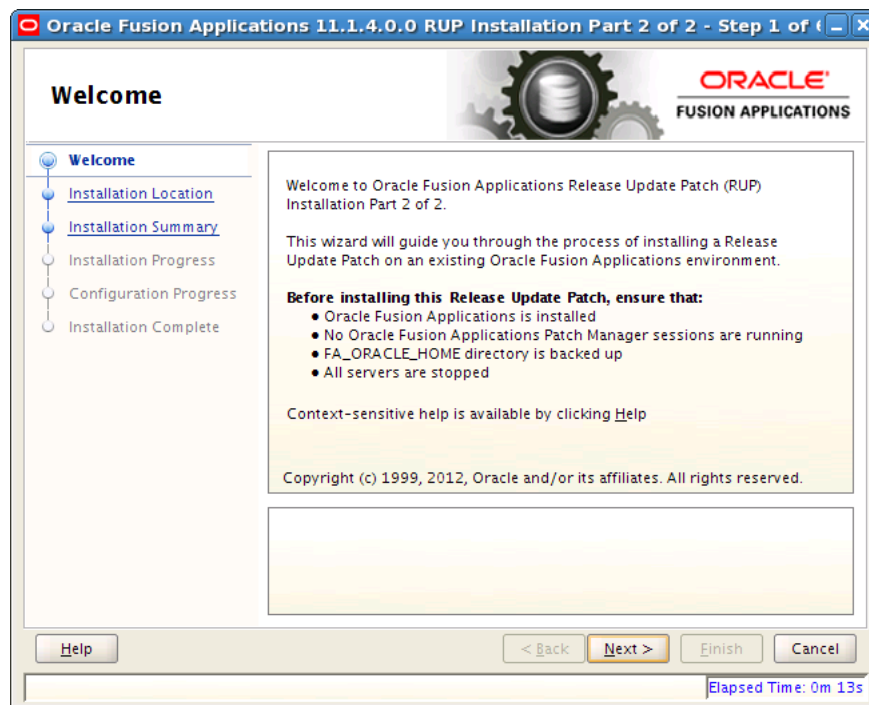 Oracle Fusion Applications 11.1.4.0.0 RUP Installation Part 2 of 2 - Step 1 of
Welcome
ORACLE'
FUSION APPLICATIONS
Welcome
Installation Location
Installation Summary
Installation Progress
Configuration Progress
Installation Complete
Welcome to Oracle Fusion Applications Release Update Patch (RUP)
Installation Part 2 of 2.
This wizard will guide you through the process of installing a Release
Update Patch on an existing Oracle Fusion Applications environment.
Before installing this Release Update Patch, ensure that:
● Oracle Fusion Applications is installed
● No Oracle Fusion Applications Patch Manager sessions are running
● FA_ORACLE_HOME directory is backed up
● All servers are stopped
Context-sensitive help is available by clicking Help
Copyright (c) 1999, 2012, Oracle and/or its affiliates. All rights reserved.
Help
< Back
Next >
Finish
Cancel
Elapsed Time: 0m 13s